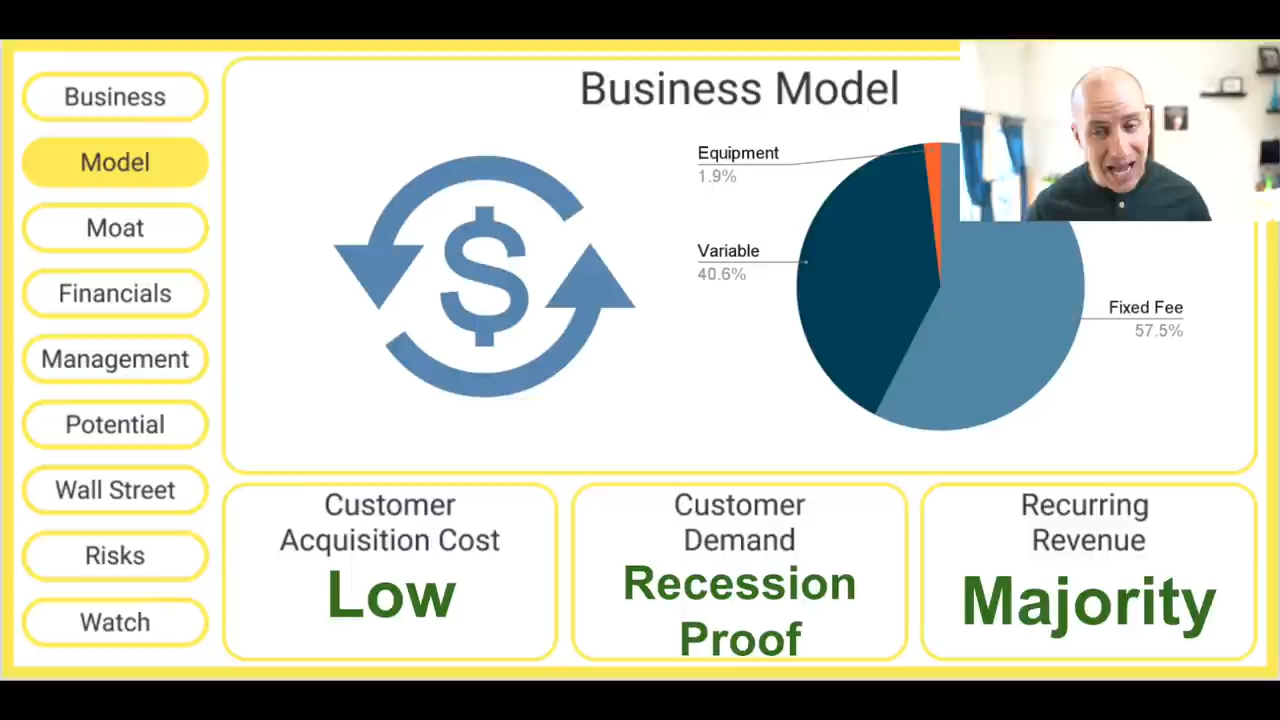 Business
Model
Moat
Financials
Management
Potential
Wall Street
Risks
Watch
Business Model
$
Equipment
1.9%
Variable
40.6%
Fixed Fee
57.5%
Customer
Acquisition Cost
Low
Customer
Demand
Recession
Proof
Recurring
Revenue
Majority